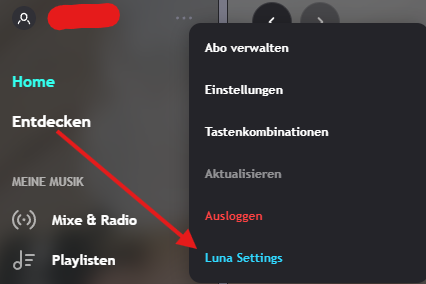 Home
Entdecken
MEINE MUSIK
Mixe & Radio
Playlisten
Abo verwalten
Einstellungen
Tastenkombinationen
Aktualisieren
Ausloggen
Luna Settings